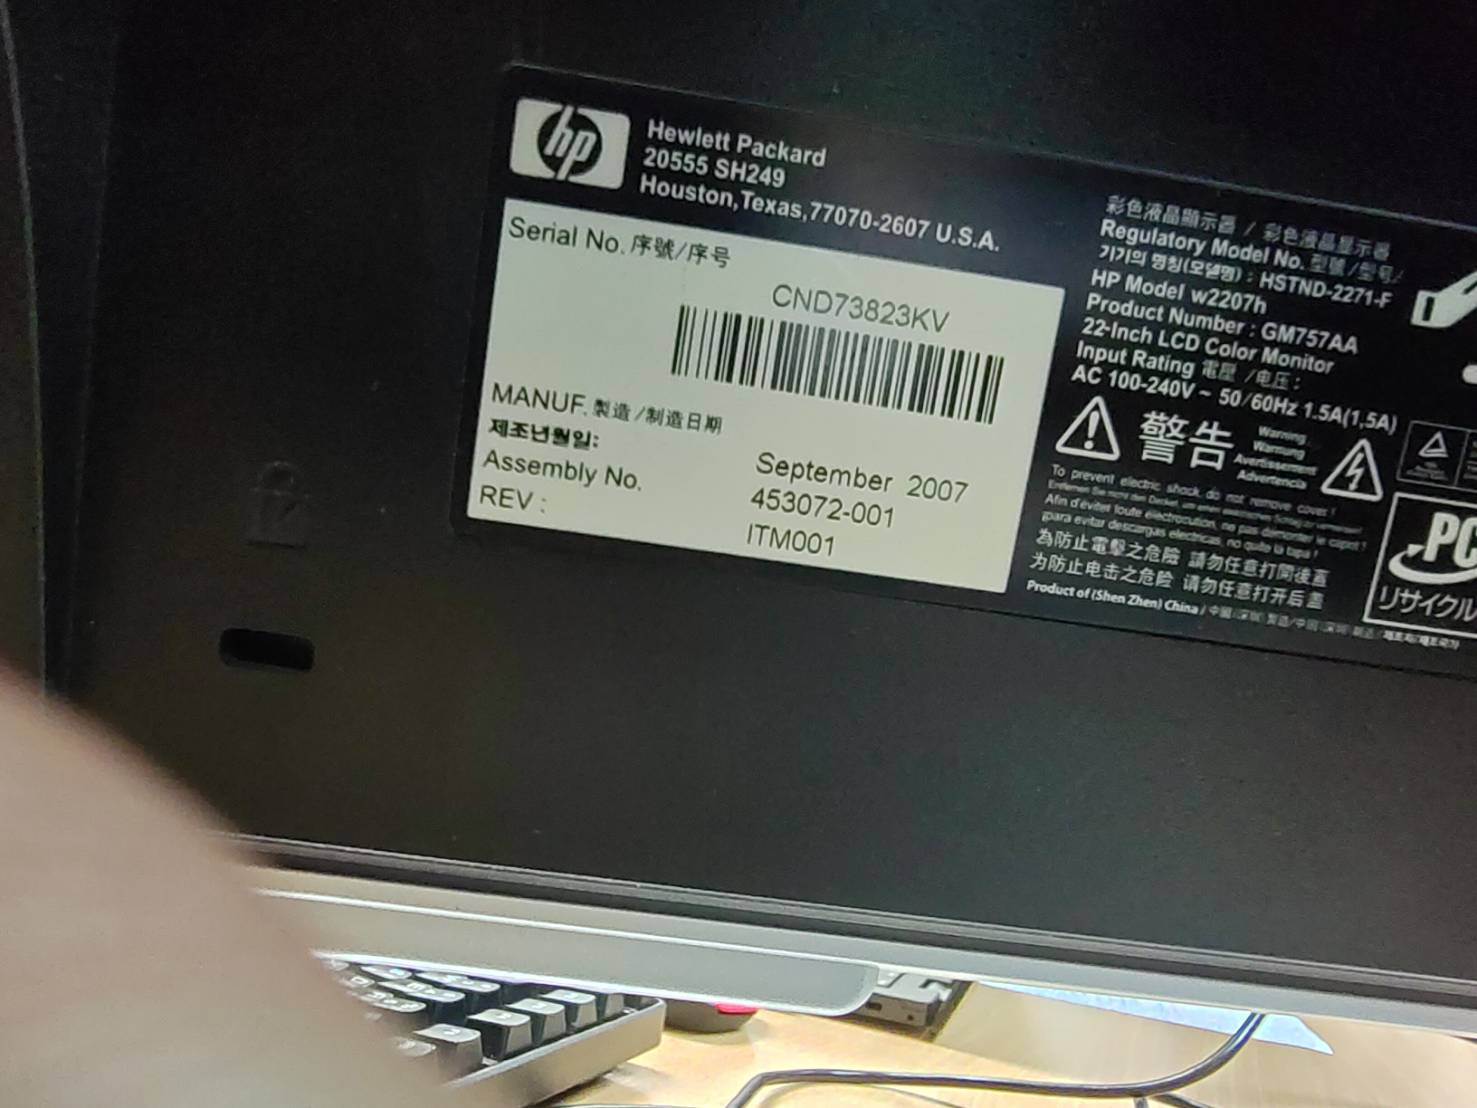 hp
Hewlett Packard
20555 SH249
Houston,Texas,77070-2607 U.S.A.
Serial No. 序號/序号
CND73823KV
MANUF. 製造/制造日期
제조년월일:
September 2007
Assembly No.
453072-001
REV :
ITM001
彩色液晶顯示器 / 彩色液晶显示器
Regulatory Model No. 型號/型号/
기기의 명칭(모델명) : HSTND-2271-F
HP Model w2207h
Product Number : GM757AA
22-Inch LCD Color Monitor
Input Rating 電壓 /电压 :
AC 100-240V ~ 50/60Hz 1.5A(1,5A)
警告
Warning
Warnung
Avertissement
Advertencia
To prevent electric shock do not remove cover !
Afin d'eviter toute électrocution, ne pas démonter le capot !
¡para evitar descargas electricas, no quite la tapa !
為防止電擊之危險 請勿任意打開後蓋
为防止电击之危险 请勿任意打开后盖
Product of (Shen Zhen) China /
PC
リサイクル